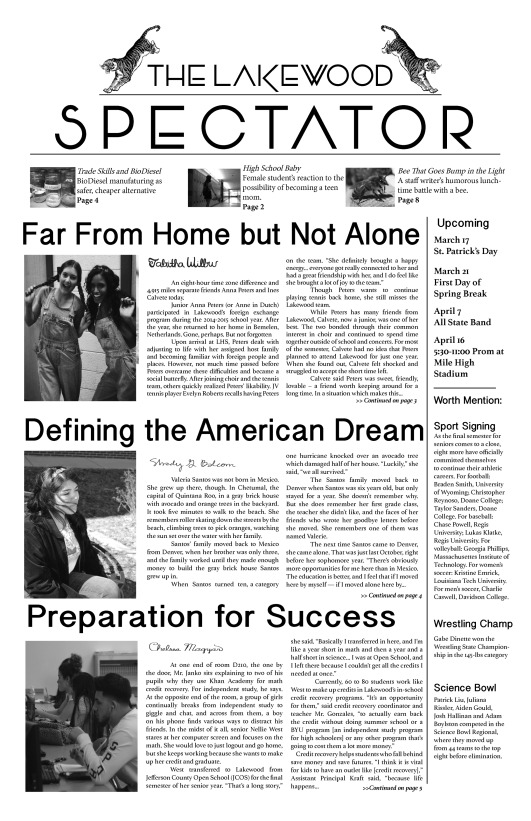 THE LAKEWOOD
SPECTATOR
Trade Skills and BioDiesel
BioDiesel manufaturing as
safer, cheaper alternative
Page 4
High School Baby
Female student's reaction to the
possibility of becoming a teen
mom.
Page 2
Bee That Goes Bump in the Light
A staff writer's humorous lunch-
time battle with a bee.
Page 8
Far From Home but Not Alone
Tabitha Wilbur
An eight-hour time zone difference and
4,915 miles separate friends Anna Peters and Ines
Calvete today.
Junior Anna Peters (or Anne in Dutch)
participated in Lakewood's foreign exchange
program during the 2014-2015 school year. After
the year, she returned to her home in Bemelen,
Netherlands. Gone, perhaps. But not forgotten
Upon arrival at LHS, Peters dealt with
adjusting to life with her assigned host family
and becoming familiar with foreign people and
places. However, not much time passed before
Peters overcame these difficulties and became a
social butterfly. After joining choir and the tennis
team, others quickly realized Peters' likability. JV
tennis player Evelyn Roberts recalls having Peters
on the team. "She definitely brought a happy
energy... everyone got really connected to her and
had a great friendship with her, and I do feel like
she brought a lot of joy to the team."
Though Peters wants to continue
playing tennis back home, she still misses the
Lakewood team.
While Peters has many friends from
Lakewood, Calvete, now a junior, was one of her
best. The two bonded through their common
interest in choir and continued to spend time
together outside of school and concerts. For most
of the semester, Calvete had no idea that Peters
planned to attend Lakewood for just one year.
When she found out, Calvete felt shocked and
struggled to accept the short time left.
Calvete said Peters was sweet, friendly,
lovable – a friend worth keeping around for a
long time. In a situation which makes this...
>> Continued on page 3
Defining the American Dream
Shady G. Balcom
Valeria Santos was not born in Mexico.
She grew up there, though. In Chetumal, the
capital of Quintana Roo, in a gray brick house
with avocado and orange trees in the backyard.
It took five minutes to walk to the beach. She
remembers roller skating down the streets by the
beach, climbing trees to pick oranges, watching
the sun set over the water with her family.
Santos' family moved back to Mexico
from Denver, when her brother was only three,
and the family worked until they made enough
money to build the gray brick house Santos
grew up in.
When Santos turned ten, a category
one hurricane knocked over an avocado tree
which damaged half of her house. "Luckily," she
said, "we all survived."
The Santos family moved back to
Denver when Santos was six years old, but only
stayed for a year. She doesn't remember why.
But she does remember her first grade class,
the teacher she didn't like, and the faces of her
friends who wrote her goodbye letters before
she moved. She remembers one of them was
named Valerie.
The next time Santos came to Denver,
she came alone. That was just last October, right
before her sophomore year. "There's obviously
more opportunities for me here than in Mexico.
The education is better, and I feel that if I moved
here by myself — if I moved alone here by...
>> Continued on page 4
Preparation for Success
Chelsea Maguyán
At one end of room D210, the one by
the door, Mr. Janko sits explaining to two of his
pupils why they use Khan Academy for math
credit recovery. For independent study, he says.
At the opposite end of the room, a group of girls
continually breaks from independent study to
giggle and chat, and across from them, a boy
on his phone finds various ways to distract his
friends. In the midst of it all, senior Nellie West
stares at her computer screen and focuses on the
math. She would love to just logout and go home,
but she keeps working because she wants to make
up her credit and graduate.
West transferred to Lakewood from
Jefferson County Open School (JCOS) for the final
semester of her senior year. "That's a long story,"
she said, "Basically I transferred in here, and I'm
like a year short in math and then a year and a
half short in science... I was at Open School, and
I left there because I couldn't get all the credits I
needed at once."
Currently, 60 to 80 students work like
West to make up credits in Lakewood's in-school
credit recovery programs. "It's an opportunity
for them," said credit recovery coordinator and
teacher Mr. Gonzales, "to actually earn back
the credit without doing summer school or a
BYU program [an independent study program
for high schoolers] or any other program that's
going to cost them a lot more money."
Credit recovery helps students who fall behind
save money and save futures. "I think it is vital
for kids to have an outlet like [credit recovery],"
Assistant Principal Kraft said, "because life
happens...
>>Continued on page 5
Upcoming
March 17
St. Patrick's Day
March 21
First Day of
Spring Break
April 7
All State Band
April 16
5:30-11:00 Prom at
Mile High
Stadium
Worth Mention:
Sport Signing
As the final semester for
seniors comes to a close,
eight more have officially
committed themselves
to continue their athletic
careers. For football:
Braden Smith, University
of Wyoming; Christopher
Reynoso, Doane College;
Taylor Sanders, Doane
College. For baseball:
Chase Powell, Regis
University; Lukas Klatke,
Regis University. For
volleyball: Georgia Phillips,
Massachusettes Institute of
Technology. For women's
soccer: Kristine Emrick,
Louisiana Tech University.
For men's soccer, Charlie
Caswell, Davidson College.
Wrestling Champ
Gabe Dinette won the
Wrestling State Champion-
ship in the 145-lbs category
Science Bowl
Patrick Liu, Juliana
Rissler, Aiden Gould,
Josh Hallinan and Adam
Boylston competed in the
Science Bowl Regional,
where they moved up
from 44 teams to the top
eight before elimination.